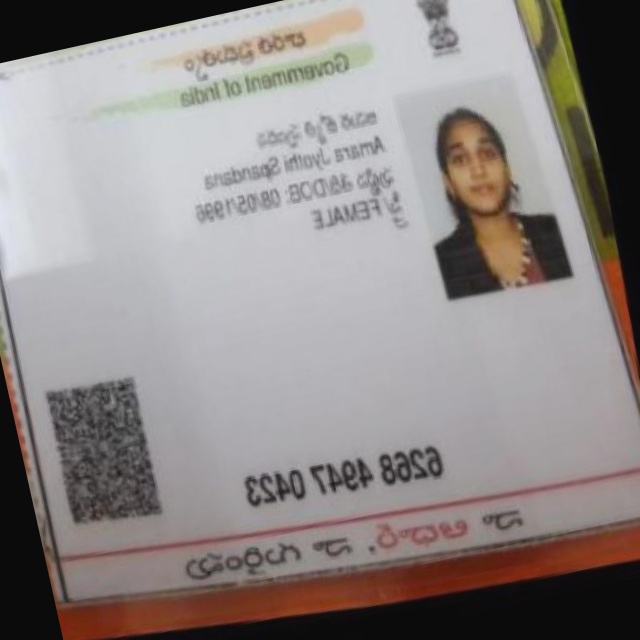 భారత ప్రభుత్వం
Government of India
అమర జ్యోతి స్పందన
Amara Jyothi Spandana
పుట్టిన తేదీ/DOB: 08/05/1996
స్త్రీ/ FEMALE
6268 4947 0423
నా ఆధార్, నా గుర్తింపు